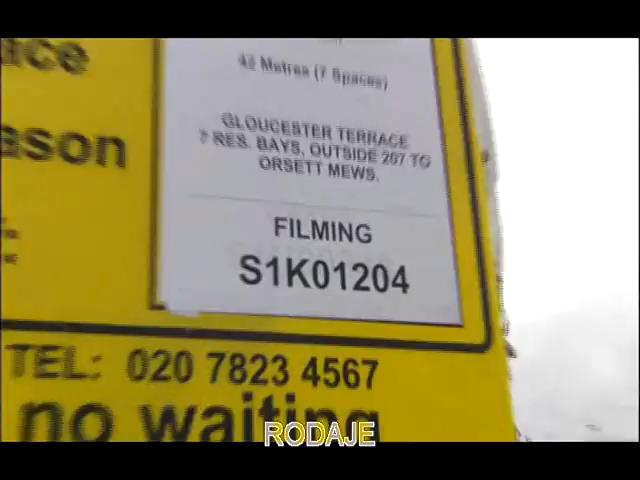 ace
42 Metres (7 Spaces)
ason
GLOUCESTER TERRACE
7 RES. BAYS, OUTSIDE 207 TO
ORSETT MEWS.
FILMING
S1K01204
TEL: 020 7823 4567
no waiting
RODAJE